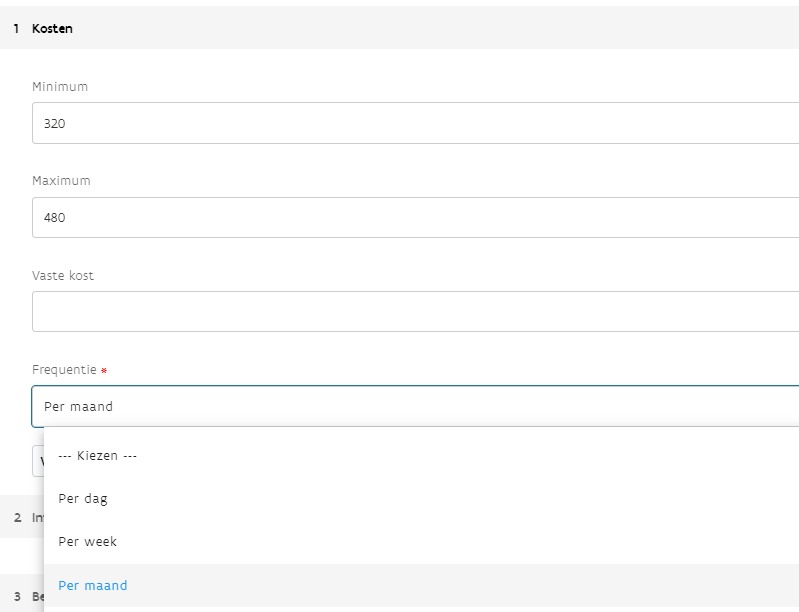 1 Kosten
Minimum
320
Maximum
480
Vaste kost
Frequentie *
Per maand
--- Kiezen ---
Per dag
2
Per week
Per maand
3